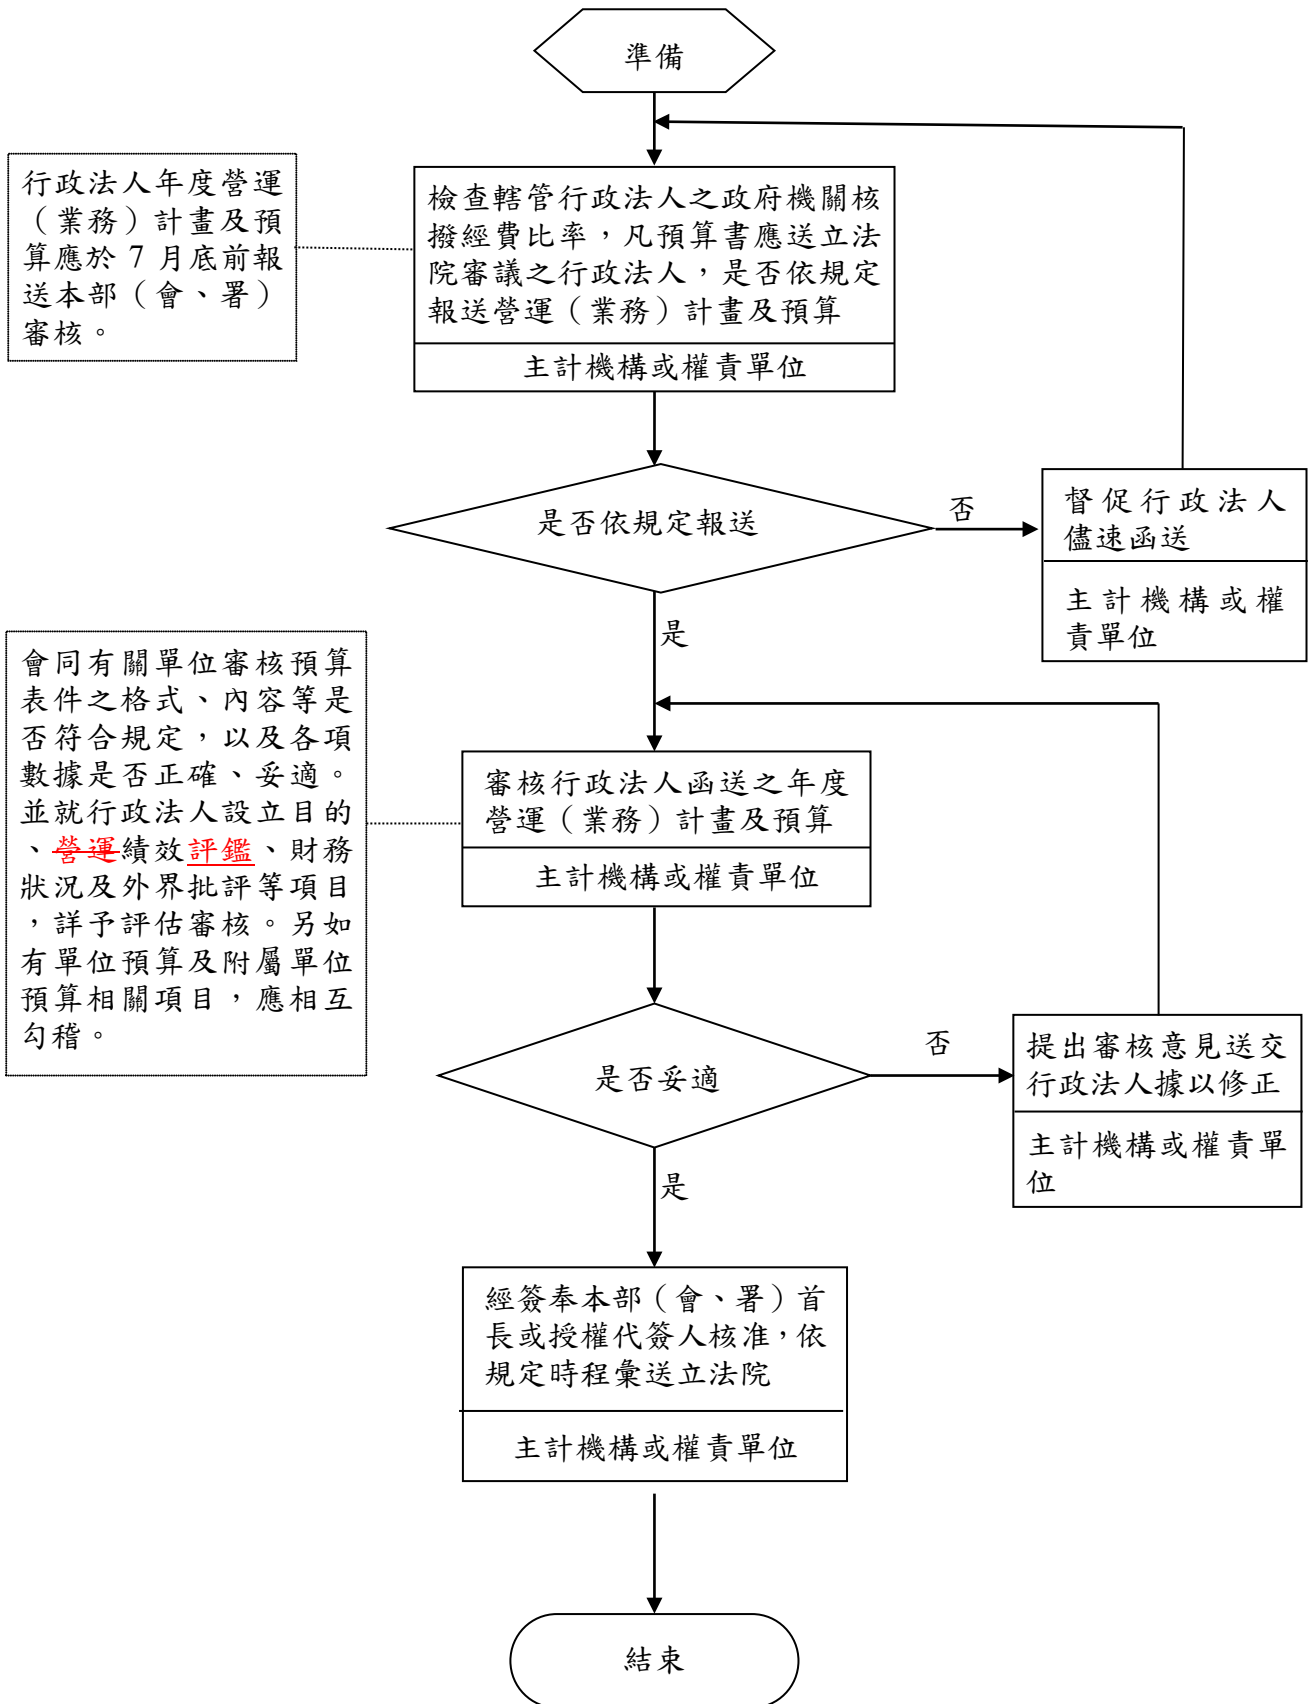 準備
行政法人年度營運
（業務）計畫及預
算應於 7 月底前報
送本部（會、署）
審核。
檢查轄管行政法人之政府機關核
撥經費比率，凡預算書應送立法
院審議之行政法人，是否依規定
報送營運（業務）計畫及預算
主計機構或權責單位
是否依規定報送
否
督促行政法人
儘速函送
主計機構或權
責單位
是
會同有關單位審核預算
表件之格式、內容等是
否符合規定，以及各項
數據是否正確、妥適。
並就行政法人設立目的
、營運績效評鑑、財務
狀況及外界批評等項目
，詳予評估審核。另如
有單位預算及附屬單位
預算相關項目，應相互
勾稽。
審核行政法人函送之年度
營運（業務）計畫及預算
主計機構或權責單位
是否妥適
否
提出審核意見送交
行政法人據以修正
主計機構或權責單
位
是
經簽奉本部（會、署）首
長或授權代簽人核准，依
規定時程彙送立法院
主計機構或權責單位
結束